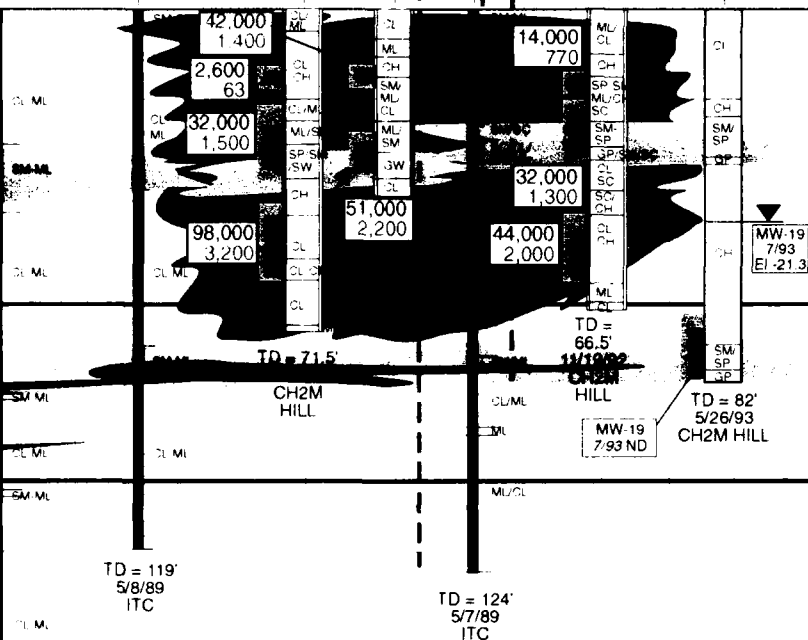 42,000
1,400
2,600
63
32,000
1,500
98,000
3,200
51,000
2,200
14,000
770
32,000
1,300
44,000
2,000
CL/
ML
CL
CH
CL/M
ML/S
SP-SM
SW
CH
CL
CL/C
CL
CL
ML
CH
SM/
ML/
CL
ML/
SM
GW
CL
ML/
CL
CH
SP-S
ML/C
SC
SM-
SP
GP/SM/SC
CL
SC
SC/
CH
CL
CH
ML
CL
CL
CH
SM/
SP
GP
CH
SM/
SP
GP
CL ML
SM-ML
CL ML
SM ML
CL ML
SM-ML
CL ML
CL
ML
CL ML
CL ML
CL/ML
ML
ML/CL
MW-19
7/93
El -21.3
TD = 71.5'
CH2M
HILL
TD =
66.5'
11/19/92
CH2M
HILL
MW-19
7/93 ND
TD = 82'
5/26/93
CH2M HILL
TD = 119'
5/8/89
ITC
TD = 124'
5/7/89
ITC